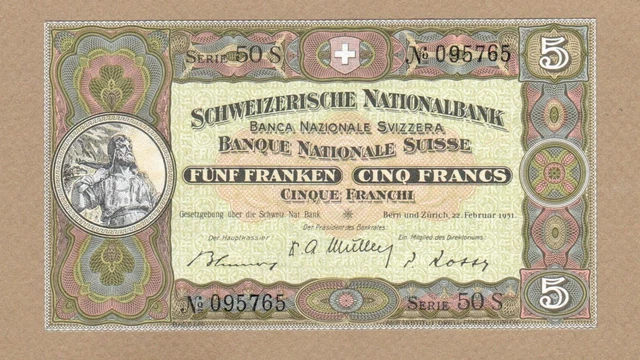 SERIE 50 S № 095765 5
SCHWEIZERISCHE NATIONALBANK
BANCA NAZIONALE SVIZZERA
BANQUE NATIONALE SUISSE
FÜNF FRANKEN CINQ FRANCS
CINQUE FRANCHI
Gesetzgebung über die Schweiz. Nat. Bank Bern und Zürich, 22. Februar 1951.
Der Präsident des Bankrates.
Der Hauptkassier: Ein Mitglied des Direktoriums.
№ 095765 SERIE 50 S 5